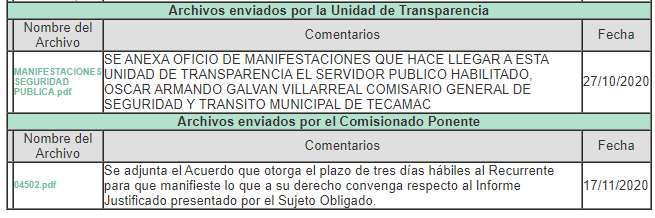 Archivos enviados por la Unidad de Transparencia
Nombre del
Archivo
Comentarios
Fecha
MANIFESTACIONES
SEGURIDAD
PUBLICA.pdf
SE ANEXA OFICIO DE MANIFESTACIONES QUE HACE LLEGAR A ESTA
UNIDAD DE TRANSPARENCIA EL SERVIDOR PUBLICO HABILITADO,
OSCAR ARMANDO GALVAN VILLARREAL COMISARIO GENERAL DE
SEGURIDAD Y TRANSITO MUNICIPAL DE TECAMAC
27/10/2020
Archivos enviados por el Comisionado Ponente
Nombre del
Archivo
Comentarios
Fecha
04502.pdf
Se adjunta el Acuerdo que otorga el plazo de tres días hábiles al Recurrente
para que manifieste lo que a su derecho convenga respecto al Informe
Justificado presentado por el Sujeto Obligado.
17/11/2020